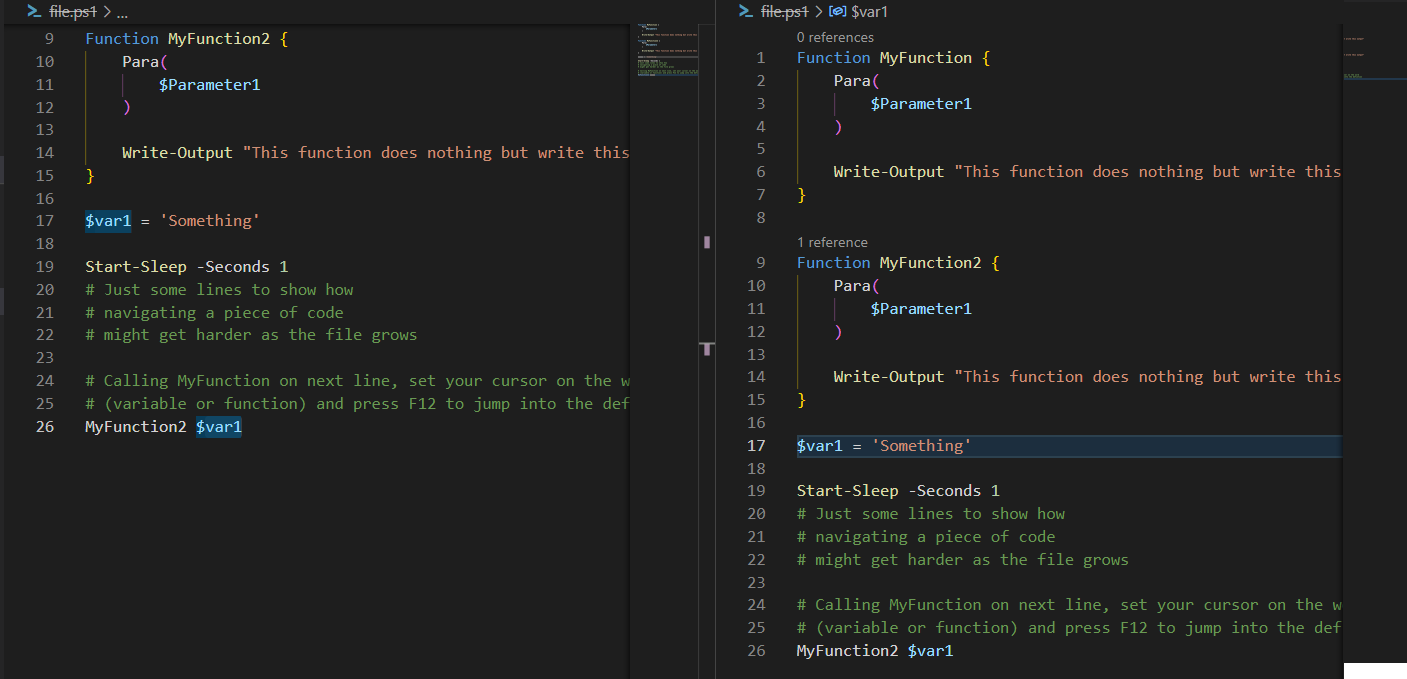 file.ps1 > ...
9 Function MyFunction2 {
10 Para(
11 $Parameter1
12 )
13
14 Write-Output "This function does nothing but write this
15 }
16
17 $var1 = 'Something'
18
19 Start-Sleep -Seconds 1
20 # Just some lines to show how
21 # navigating a piece of code
22 # might get harder as the file grows
23
24 # Calling MyFunction on next line, set your cursor on the w
25 # (variable or function) and press F12 to jump into the def
26 MyFunction2 $var1
file.ps1 > $var1
0 references
1 Function MyFunction {
2 Para(
3 $Parameter1
4 )
5
6 Write-Output "This function does nothing but write this
7 }
8
1 reference
9 Function MyFunction2 {
10 Para(
11 $Parameter1
12 )
13
14 Write-Output "This function does nothing but write this
15 }
16
17 $var1 = 'Something'
18
19 Start-Sleep -Seconds 1
20 # Just some lines to show how
21 # navigating a piece of code
22 # might get harder as the file grows
23
24 # Calling MyFunction on next line, set your cursor on the w
25 # (variable or function) and press F12 to jump into the def
26 MyFunction2 $var1